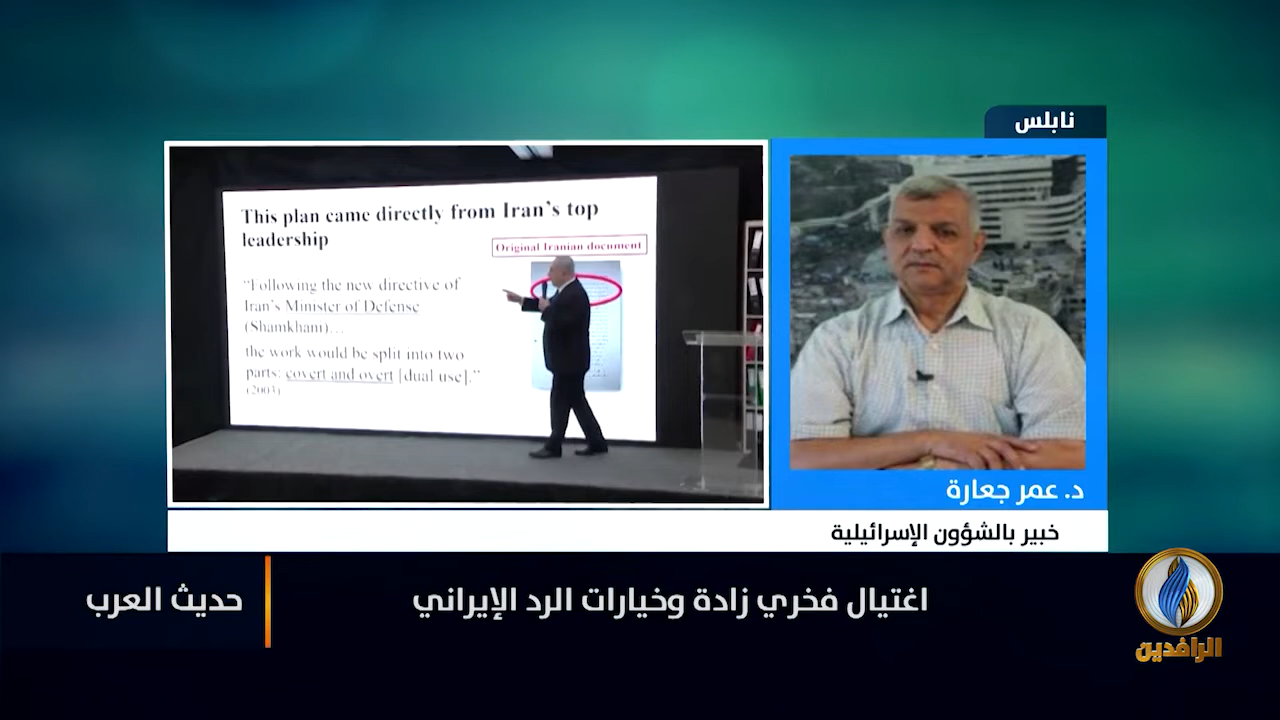 نابلس
This plan came directly from Iran's top
leadership
Original Iranian document
"Following the new directive of
Iran's Minister of Defense
(Shamkhani)…
the work would be split into two
parts: covert and overt [dual use]."
(2003)
د. عمر جعارة
خبير بالشؤون الإسرائيلية
اغتيال فخري زادة وخيارات الرد الإيراني
حديث العرب
الرافدين